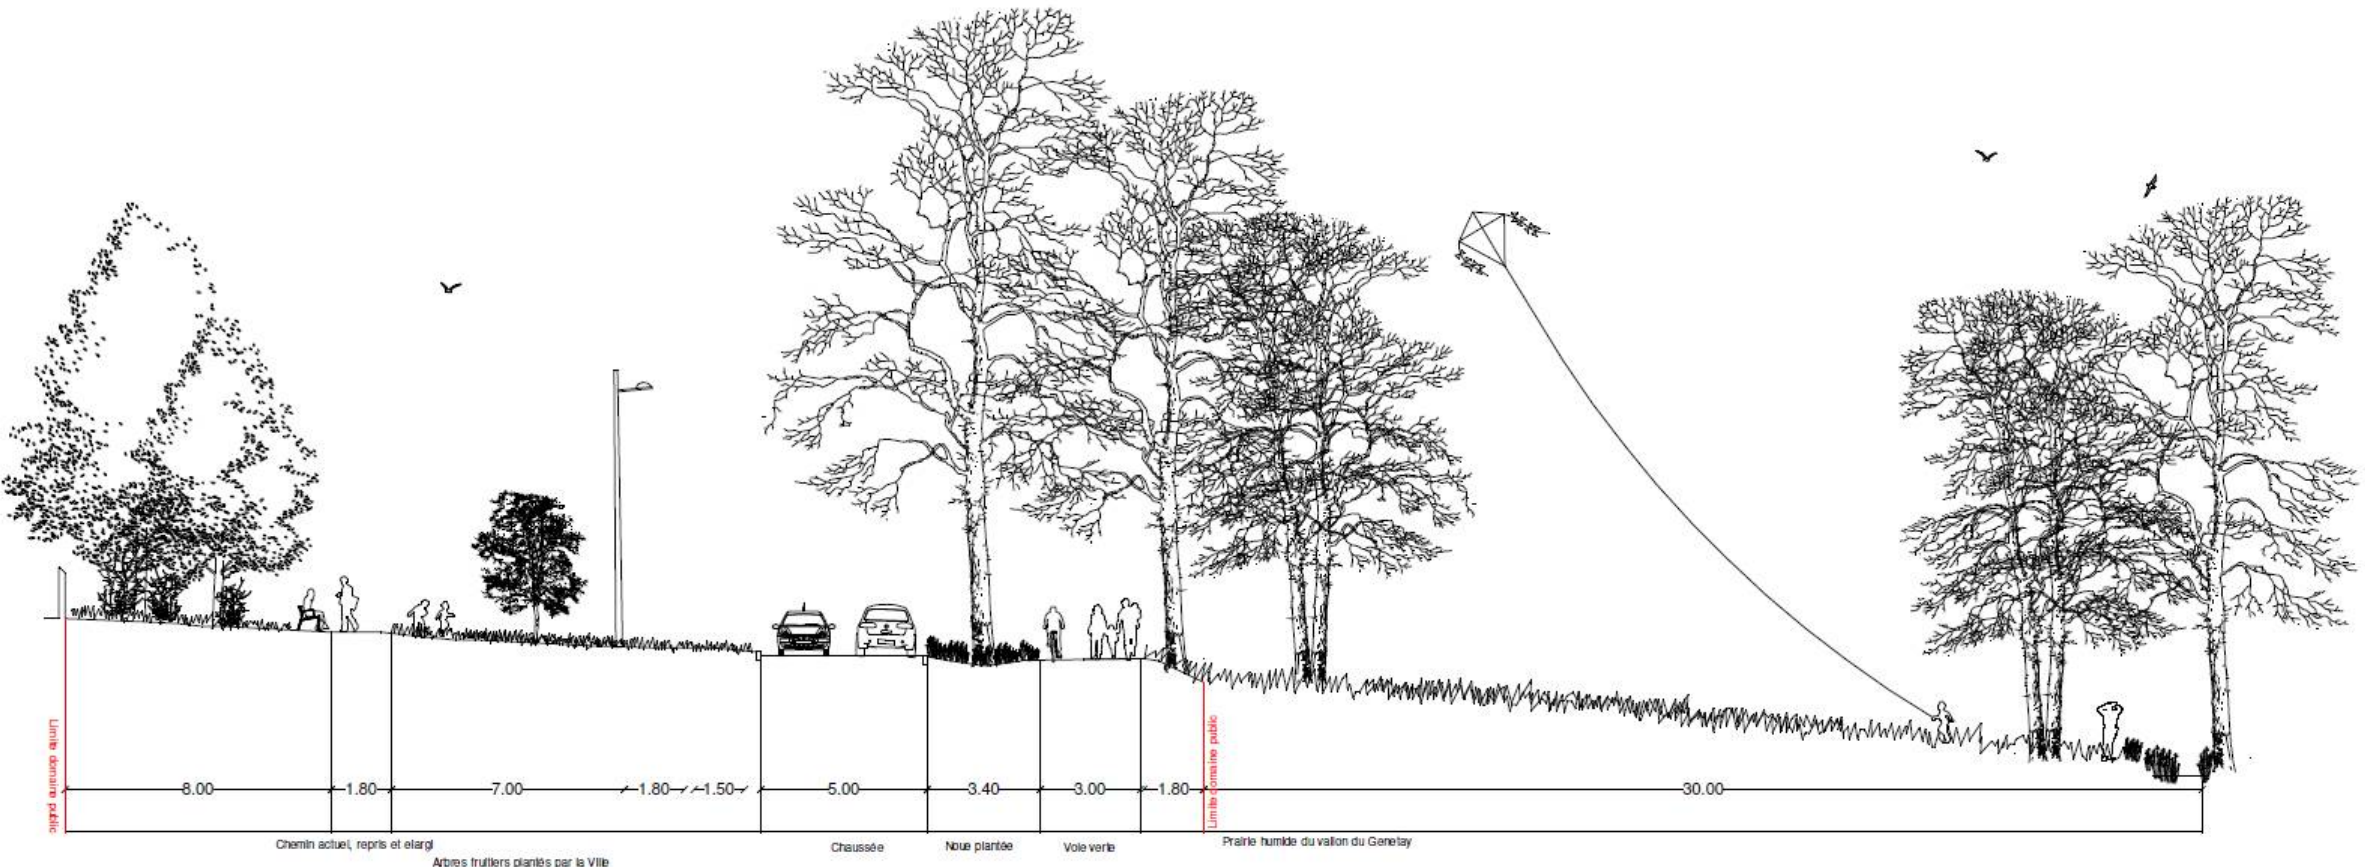 Limite domaine public
8.00
1.80
7.00
1.80
1.50
5.00
3.40
3.00
1.80
Limite domaine public
30.00
Chemin actuel, repris et elargi
Arbres fruitiers plantés par la Ville
Chaussée
Noue plantée
Voie verte
Prairie humide du vallon du Genetay